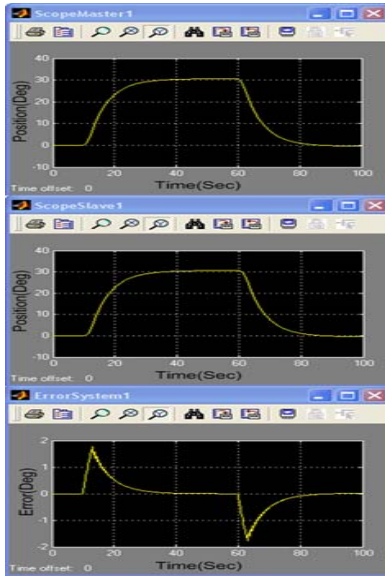 ScopeMaster1
40
30
20
10
0
-10
Position(Deg)
0 20 40 60 80 100
Time offset: 0
Time(Sec)
ScopeSlave1
40
30
20
10
0
-10
Position(Deg)
0 20 40 60 80 100
Time offset: 0
Time(Sec)
ErrorSystem1
2
1
0
-1
-2
Error(Deg)
0 20 40 60 80 100
Time offset: 0
Time(Sec)